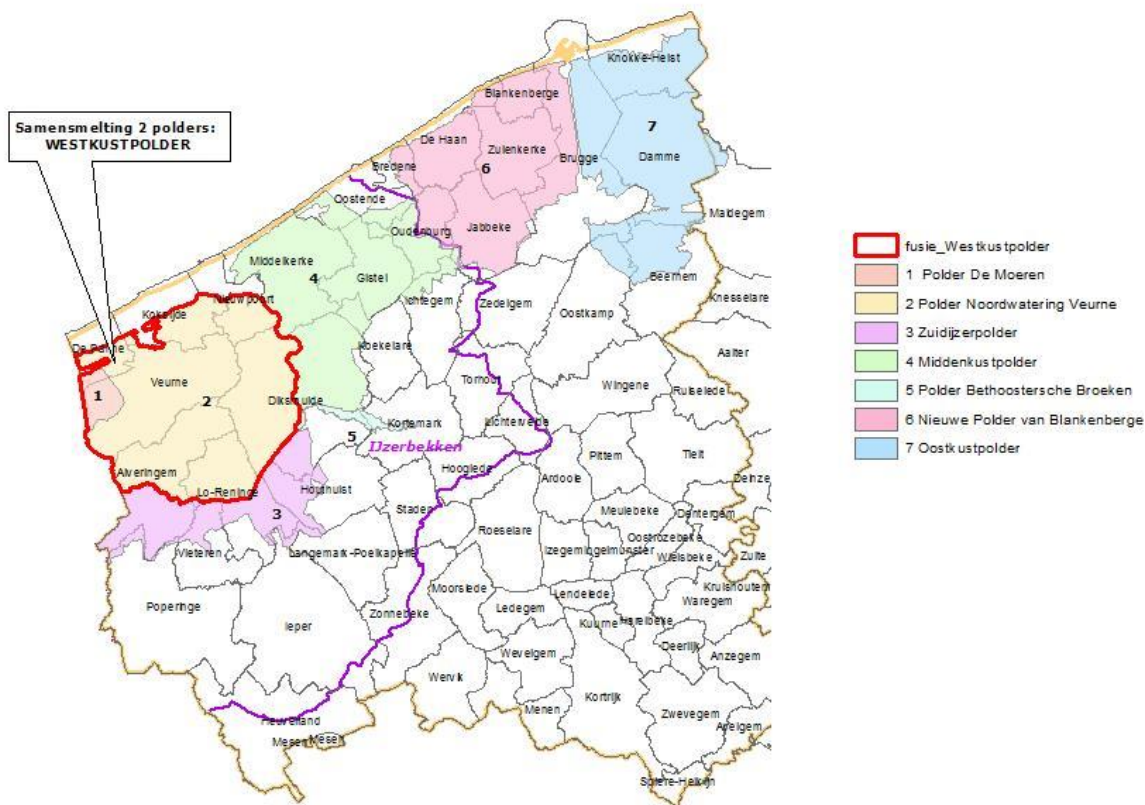 Samensmelting 2 polders:
WESTKUSTPOLDER
Knokke-Heist
Blankenberge
7
De Haan
Zuienkerke
Brugge
Damme
6
Bredene
Oostende
Maldegem
Oudenburg
Jabbeke
Middelkerke
4
Gistel
Beernem
Nieuwpoort
Ichtegem
Zedelgem
Knesselare
Koksijde
Oostkamp
De Panne
Koekelare
Aalter
Veurne
Torhout
Wingene
Ruiselede
1
2
Diksmuide
Kortemark
Lichtervelde
5
IJzerbekken
Pittem
Tielt
Hooglede
Alveringem
Ardooie
Deinze
Lo-Reninge
Houthulst
Staden
Meulebeke
Dentergem
3
Roeselare
Oostrozebeke
Vleteren
Langemark-Poelkapelle
Izegem
Ingelmunster
Wielsbeke
Zulte
Moorslede
Kruishoutem
Poperinge
Lendelede
Waregem
Zonnebeke
Ledegem
Ieper
Kuurne
Harelbeke
Deerlijk
Wevelgem
Anzegem
Wervik
Kortrijk
Menen
Zwevegem
Heuvelland
Avelgem
Mesen
Mesen
Spiere-Helkijn
fusie_Westkustpolder
1 Polder De Moeren
2 Polder Noordwatering Veurne
3 Zuidijzerpolder
4 Middenkustpolder
5 Polder Bethoostersche Broeken
6 Nieuwe Polder van Blankenberge
7 Oostkustpolder